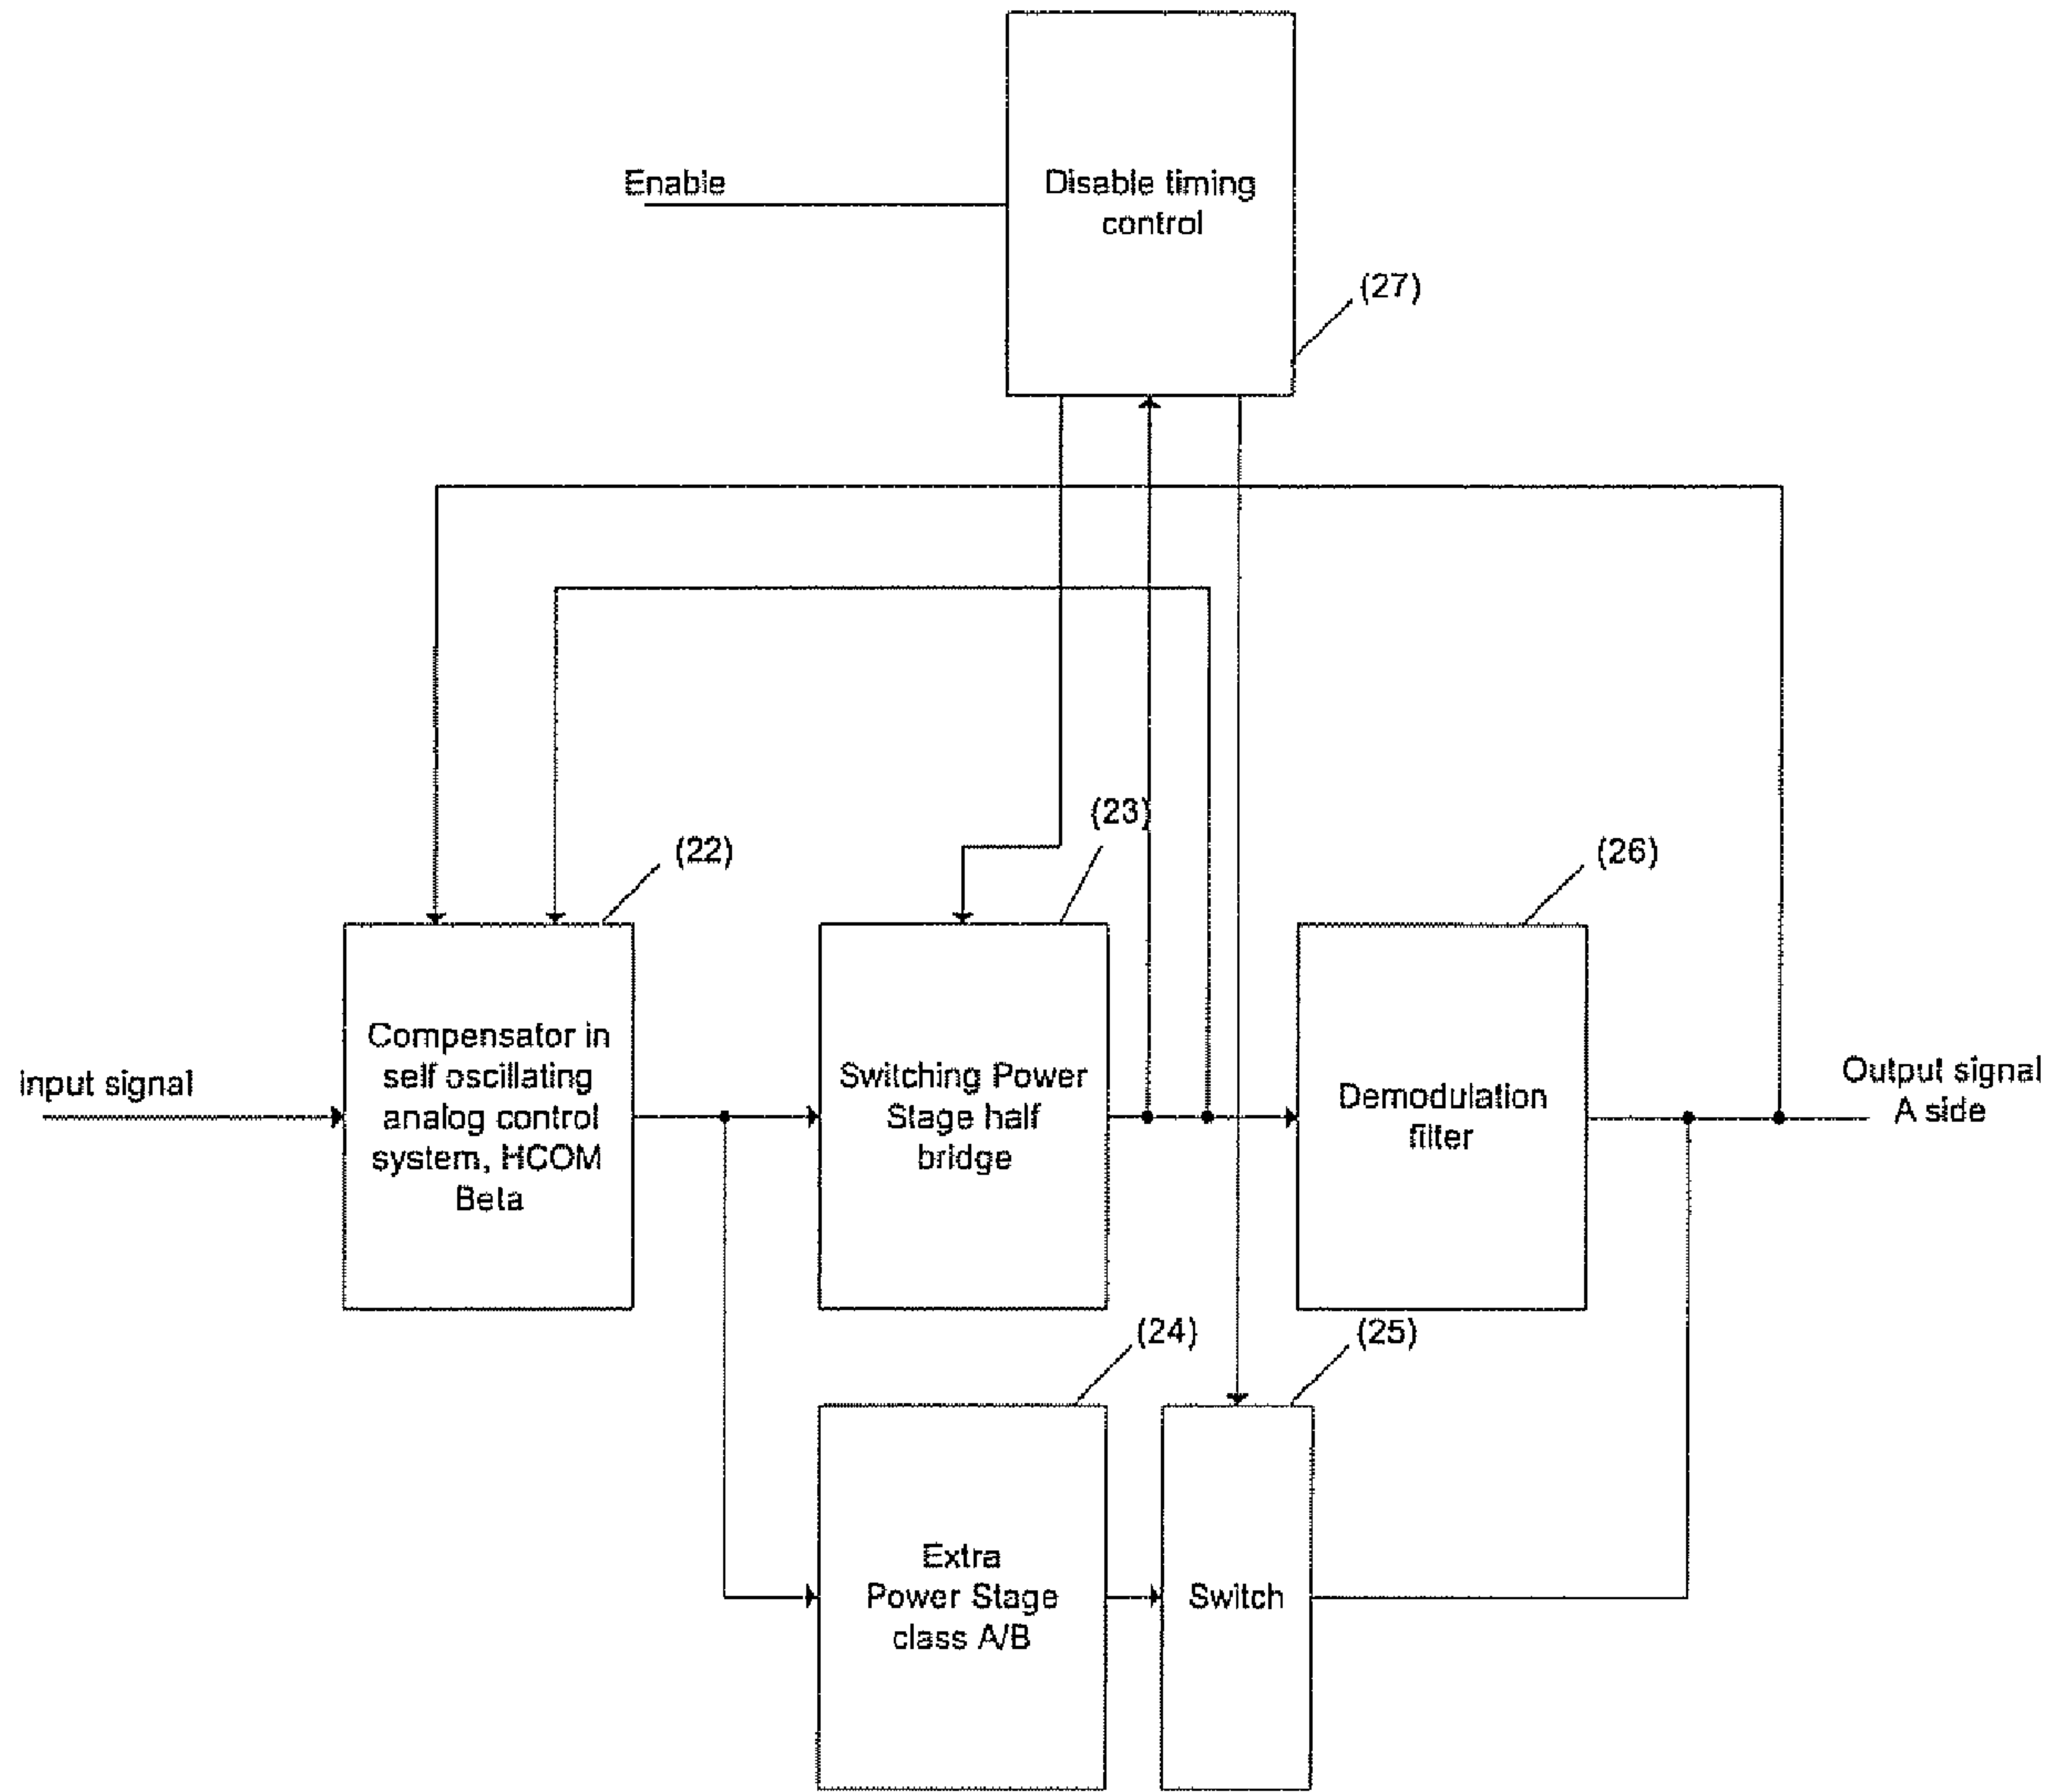 Enable
Disable timing
control
(27)
(23)
(22)
(26)
input signal
Compensator in
self oscillating
analog control
system, HCOM
Beta
Switching Power
Stage half
bridge
Demodulation
filter
Output signal
A side
(24)
(25)
Extra
Power Stage
class A/B
Switch